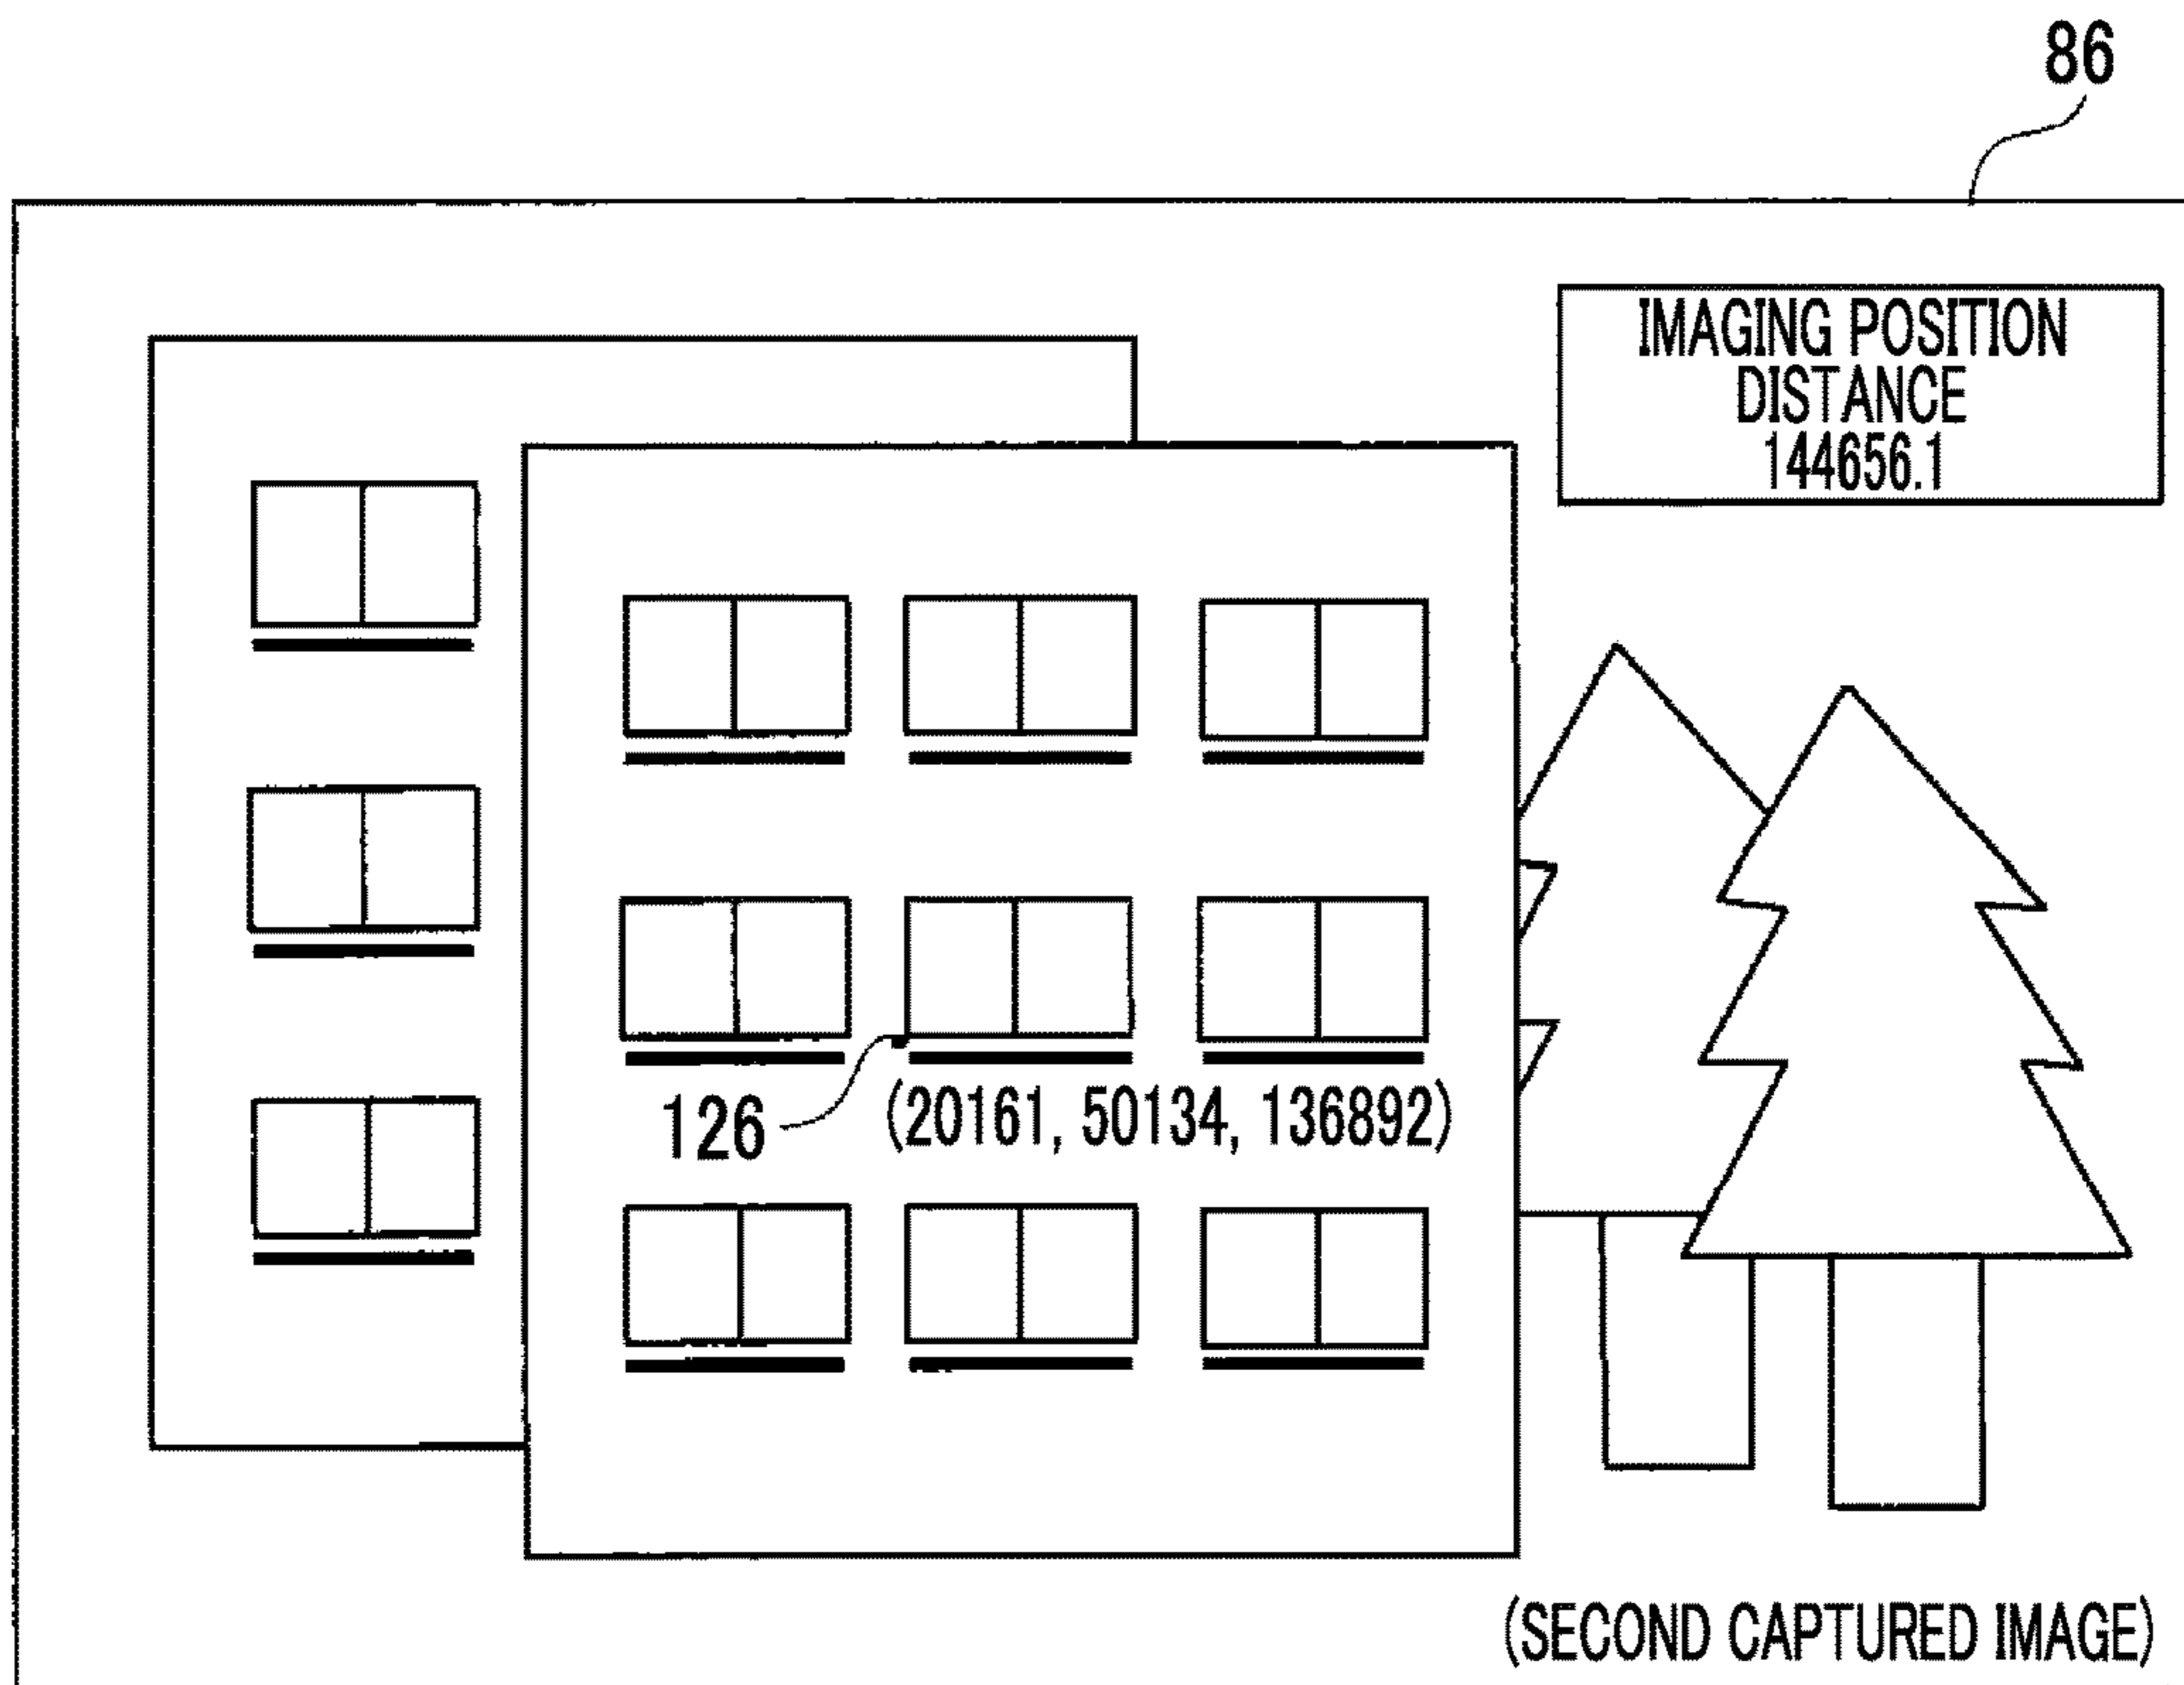 86
IMAGING POSITION
DISTANCE
144656.1
126
(20161, 50134, 136892)
(SECOND CAPTURED IMAGE)